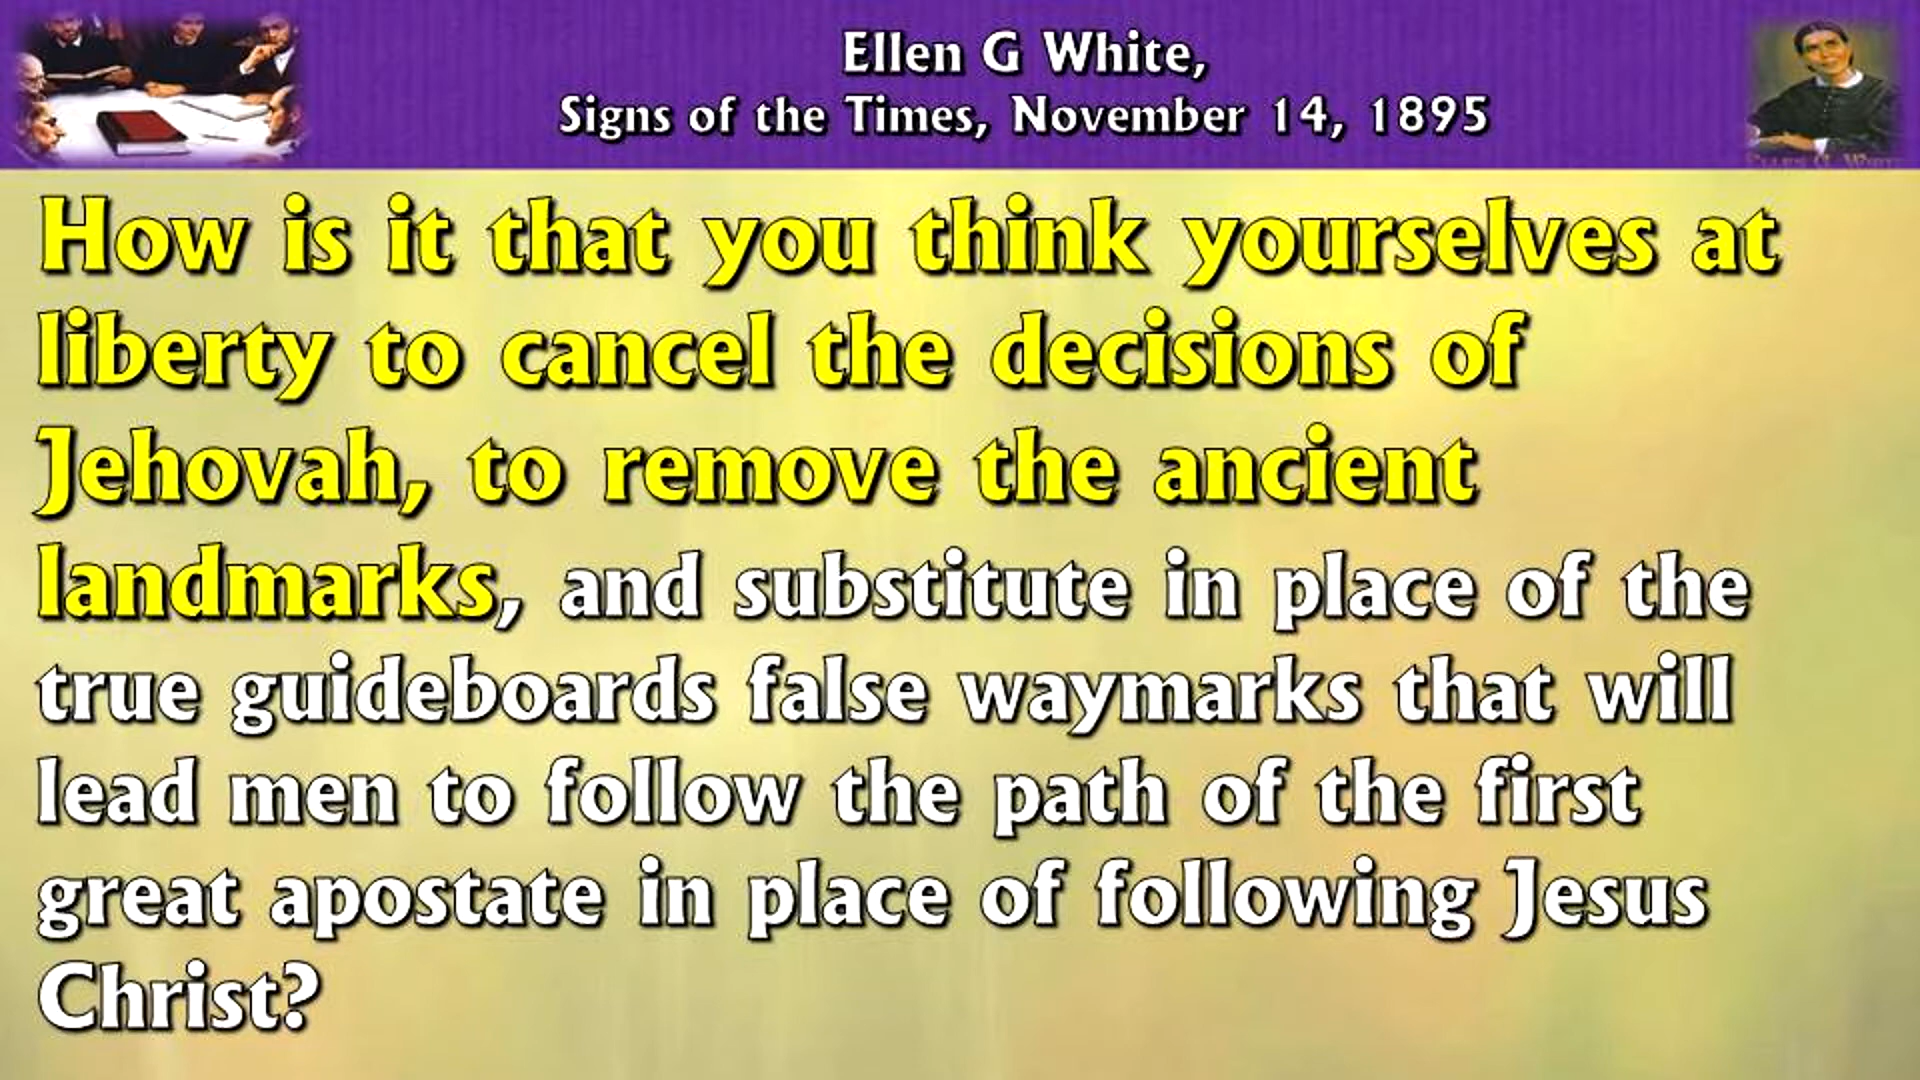 Ellen G White,
Signs of the Times, November 14, 1895
ELLEN G. WHITE
How is it that you think yourselves at
liberty to cancel the decisions of
Jehovah, to remove the ancient
landmarks, and substitute in place of the
true guideboards false waymarks that will
lead men to follow the path of the first
great apostate in place of following Jesus
Christ?